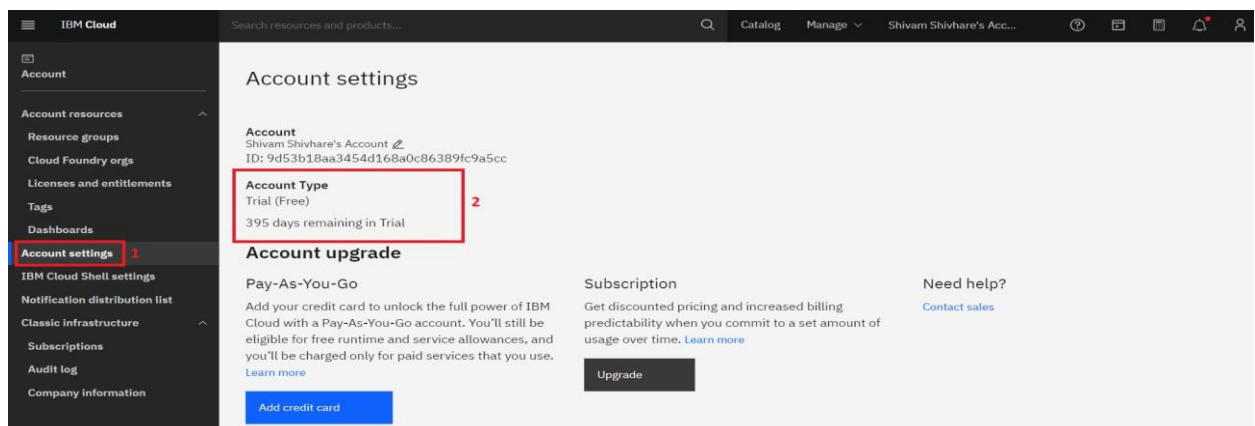 IBM Cloud
Search resources and products...
Catalog
Manage
Shivam Shivhare's Acc...
Account
Account resources
Resource groups
Cloud Foundry orgs
Licenses and entitlements
Tags
Dashboards
Account settings 1
IBM Cloud Shell settings
Notification distribution list
Classic infrastructure
Subscriptions
Audit log
Company information
Account settings
Account
Shivam Shivhare's Account
ID: 9d53b18aa3454d168a0c86389fc9a5cc
Account Type
Trial (Free)
395 days remaining in Trial
2
Account upgrade
Pay-As-You-Go
Add your credit card to unlock the full power of IBM
Cloud with a Pay-As-You-Go account. You'll still be
eligible for free runtime and service allowances, and
you'll be charged only for paid services that you use.
Learn more
Add credit card
Subscription
Get discounted pricing and increased billing
predictability when you commit to a set amount of
usage over time. Learn more
Upgrade
Need help?
Contact sales